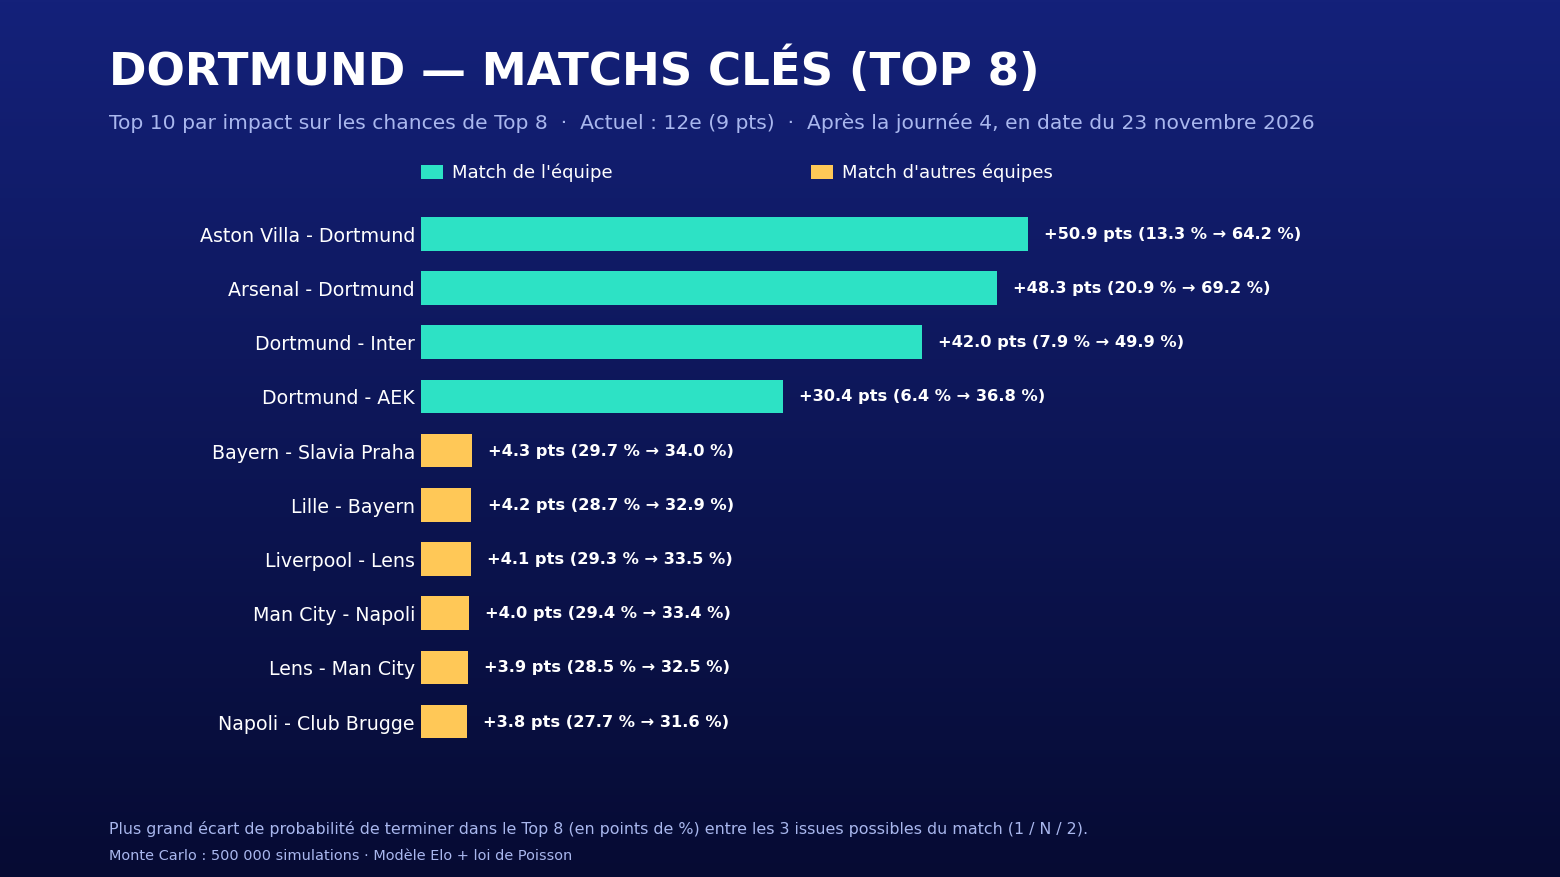 DORTMUND — MATCHS CLÉS (TOP 8)
Top 10 par impact sur les chances de Top 8 · Actuel : 12e (9 pts) · Après la journée 4, en date du 23 novembre 2026
Match de l'équipe
Match d'autres équipes
Aston Villa - Dortmund +50.9 pts (13.3 % → 64.2 %)
Arsenal - Dortmund +48.3 pts (20.9 % → 69.2 %)
Dortmund - Inter +42.0 pts (7.9 % → 49.9 %)
Dortmund - AEK +30.4 pts (6.4 % → 36.8 %)
Bayern - Slavia Praha +4.3 pts (29.7 % → 34.0 %)
Lille - Bayern +4.2 pts (28.7 % → 32.9 %)
Liverpool - Lens +4.1 pts (29.3 % → 33.5 %)
Man City - Napoli +4.0 pts (29.4 % → 33.4 %)
Lens - Man City +3.9 pts (28.5 % → 32.5 %)
Napoli - Club Brugge +3.8 pts (27.7 % → 31.6 %)
Plus grand écart de probabilité de terminer dans le Top 8 (en points de %) entre les 3 issues possibles du match (1 / N / 2).
Monte Carlo : 500 000 simulations · Modèle Elo + loi de Poisson